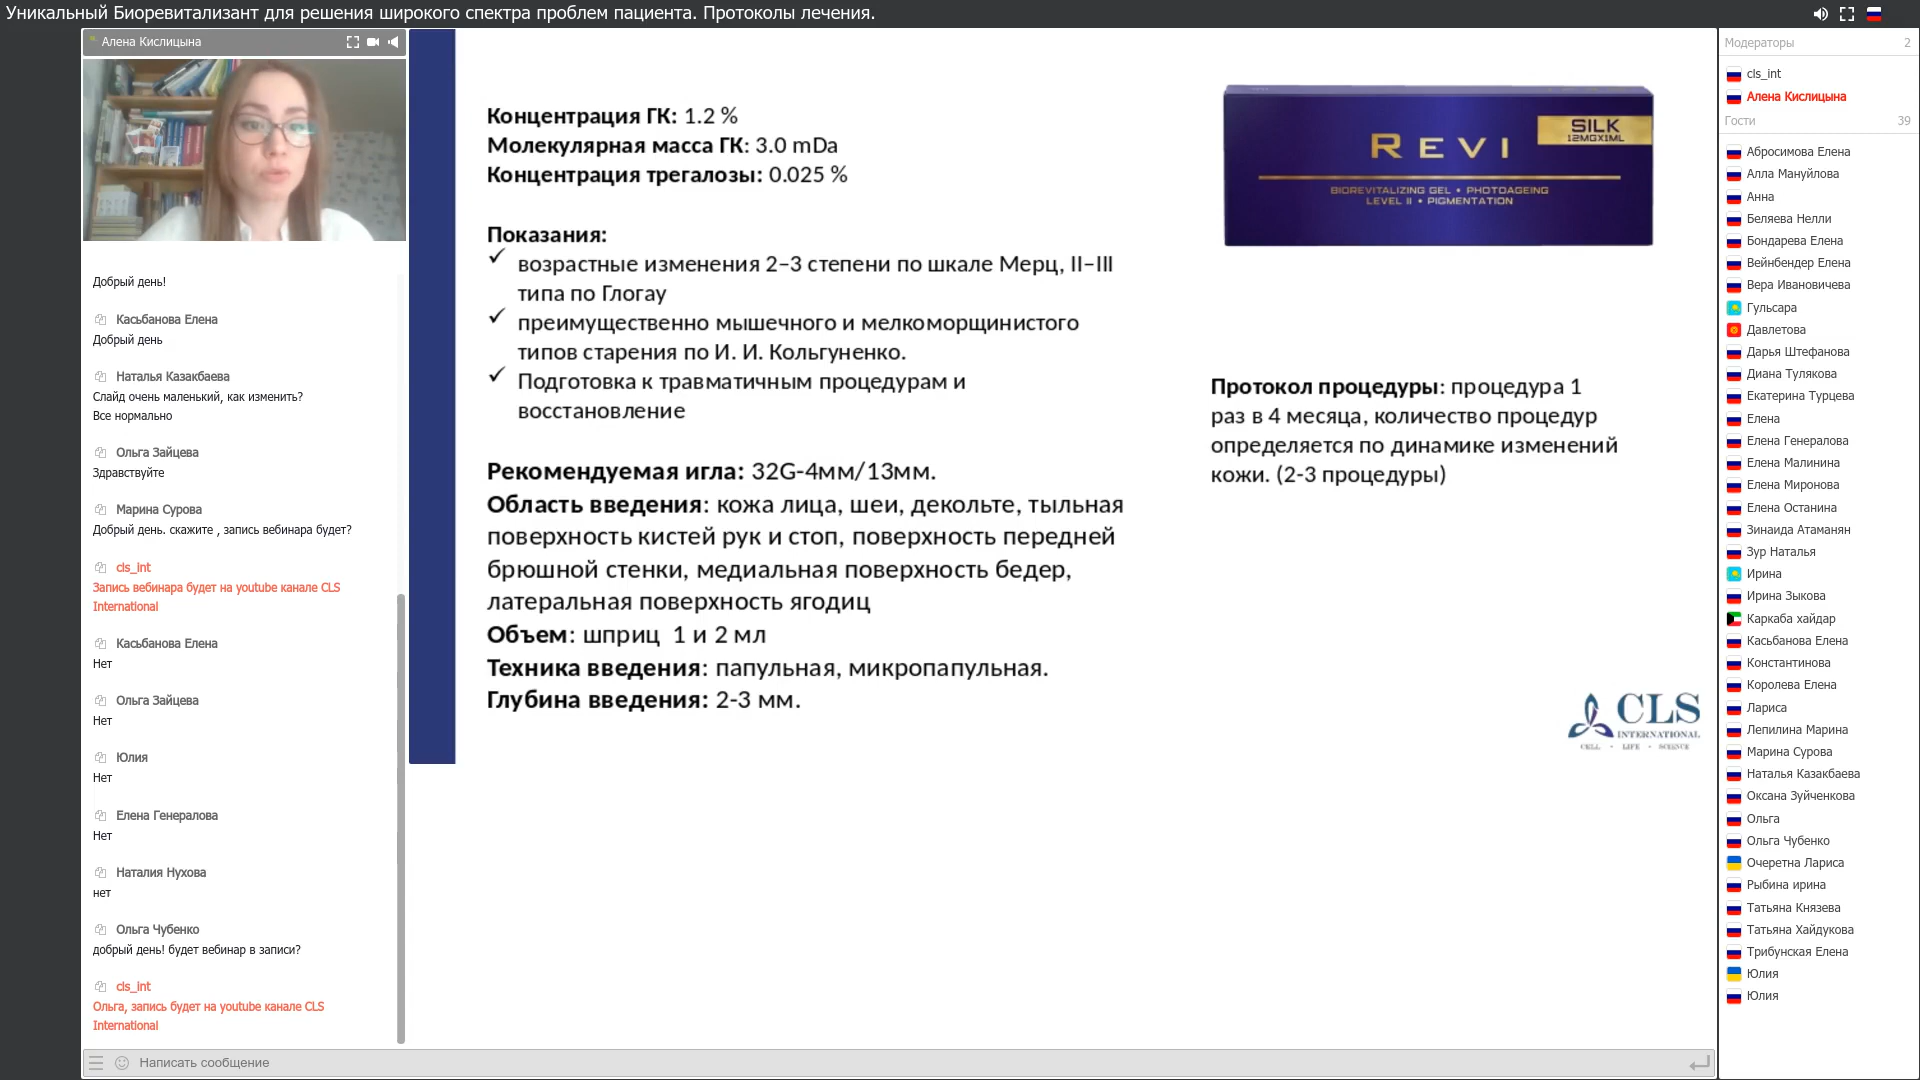 Уникальный Биоревитализант для решения широкого спектра проблем пациента. Протоколы лечения.
Алена Кислицына
Добрый день!
Касьбанова Елена
Добрый день
Наталья Казакбаева
Слайд очень маленький, как изменить?
Все нормально
Ольга Зайцева
Здравствуйте
Марина Сурова
Добрый день. скажите , запись вебинара будет?
cls_int
Запись вебинара будет на youtube канале CLS
International
Касьбанова Елена
Нет
Ольга Зайцева
Нет
Юлия
Нет
Елена Генералова
Нет
Наталия Нухова
нет
Ольга Чубенко
добрый день! будет вебинар в записи?
cls_int
Ольга, запись будет на youtube канале CLS
International
Написать сообщение
Концентрация ГК: 1.2 %
Молекулярная масса ГК: 3.0 mDa
Концентрация трегалозы: 0.025 %
Показания:
возрастные изменения 2–3 степени по шкале Мерц, II–III
типа по Глогау
преимущественно мышечного и мелкоморщинистого
типов старения по И. И. Кольгуненко.
Подготовка к травматичным процедурам и
восстановление
Рекомендуемая игла: 32G-4мм/13мм.
Область введения: кожа лица, шеи, декольте, тыльная
поверхность кистей рук и стоп, поверхность передней
брюшной стенки, медиальная поверхность бедер,
латеральная поверхность ягодиц
Объем: шприц 1 и 2 мл
Техника введения: папульная, микропапульная.
Глубина введения: 2-3 мм.
SILK
12MGX1ML
REVI
BIOREVITALIZING GEL • PHOTOAGEING
LEVEL II • PIGMENTATION
Протокол процедуры: процедура 1
раз в 4 месяца, количество процедур
определяется по динамике изменений
кожи. (2-3 процедуры)
CLS
INTERNATIONAL
CELL • LIFE • SCIENCE
Модераторы 2
cls_int
Алена Кислицына
Гости 39
Абросимова Елена
Алла Мануйлова
Анна
Беляева Нелли
Бондарева Елена
Вейнбендер Елена
Вера Ивановичева
Гульсара
Давлетова
Дарья Штефанова
Диана Тулякова
Екатерина Турцева
Елена
Елена Генералова
Елена Малинина
Елена Миронова
Елена Останина
Зинаида Атаманян
Зур Наталья
Ирина
Ирина Зыкова
Каркаба хайдар
Касьбанова Елена
Константинова
Королева Елена
Лариса
Лепилина Марина
Марина Сурова
Наталья Казакбаева
Оксана Зуйченкова
Ольга
Ольга Чубенко
Очеретна Лариса
Рыбина ирина
Татьяна Князева
Татьяна Хайдукова
Трибунская Елена
Юлия
Юлия